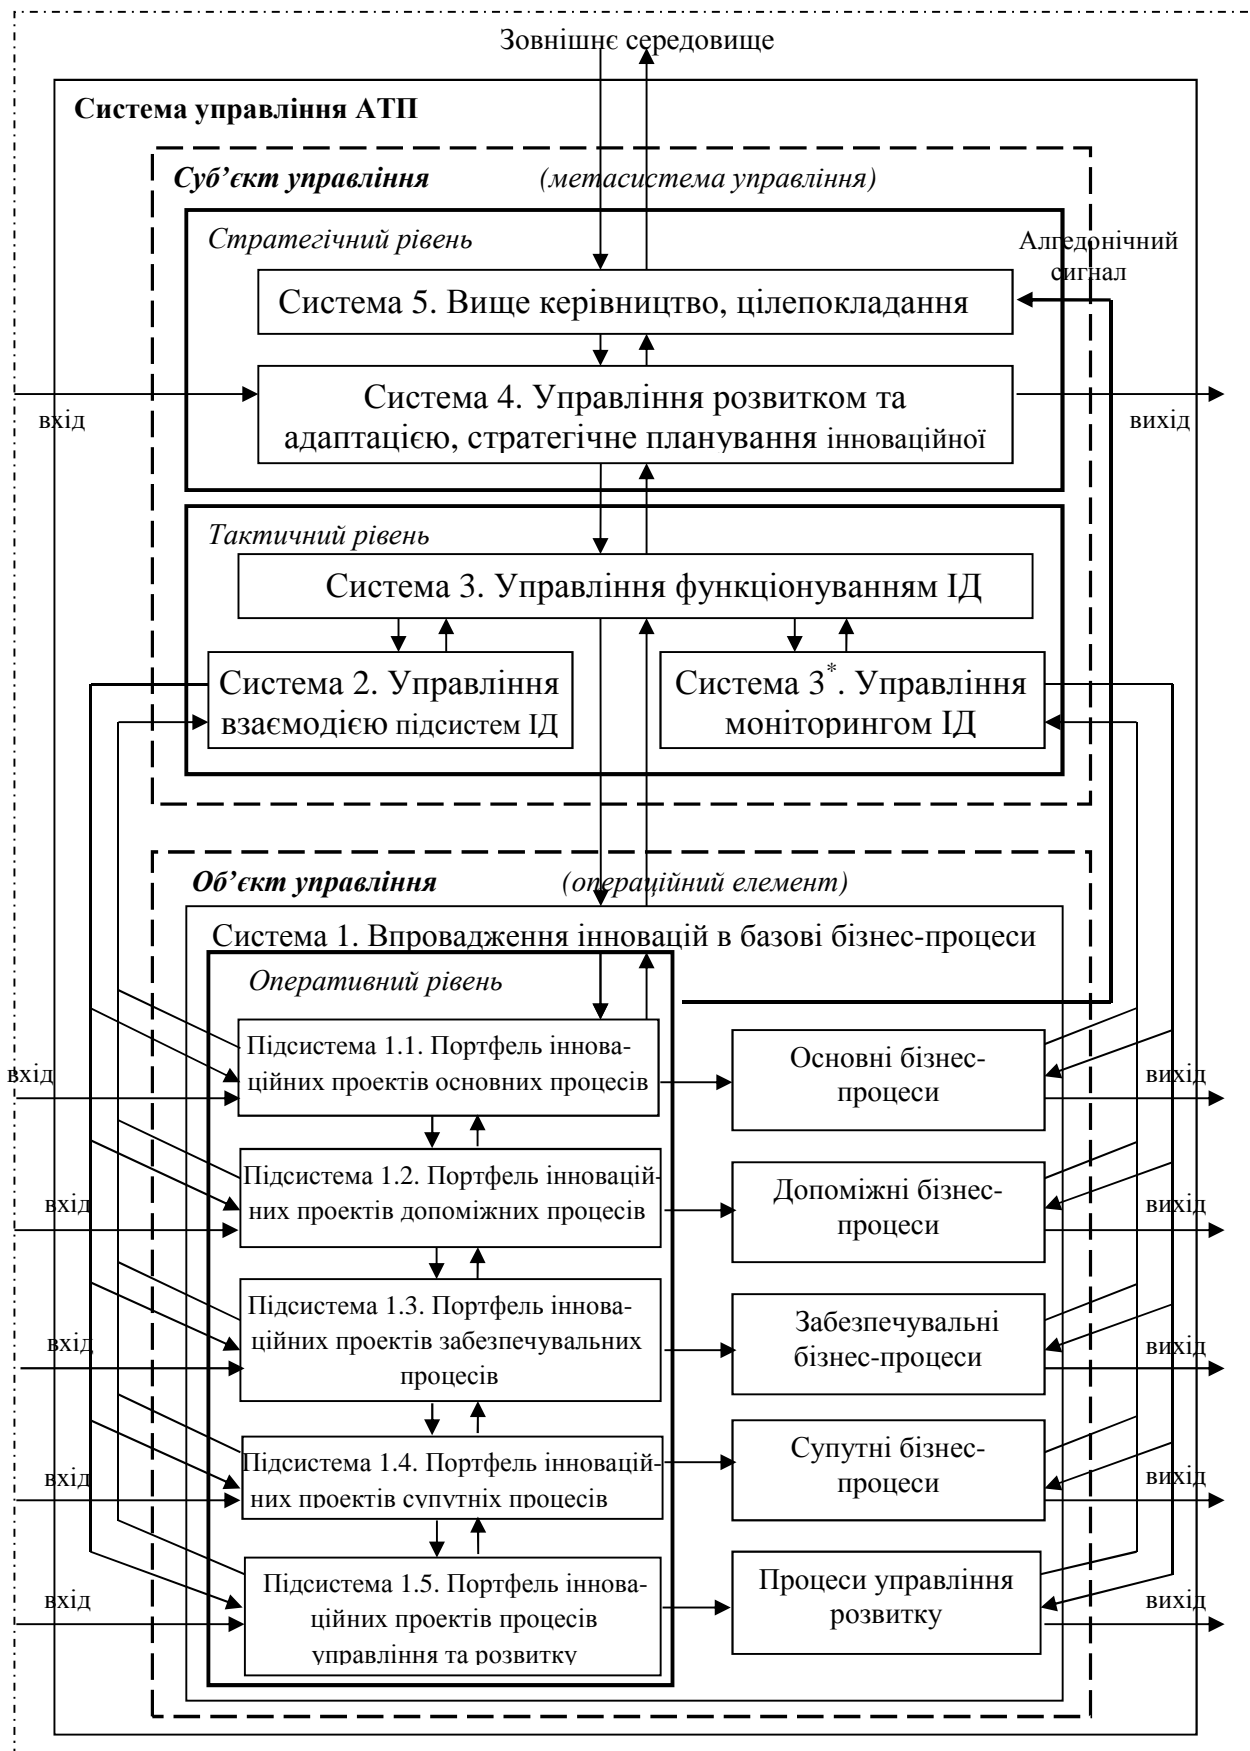 Зовнішнє середовище
Система управління АТП
Суб’єкт управління (метасистема управління)
Стратегічний рівень
Алгедонічний
сигнал
Система 5. Вище керівництво, цілепокладання
Система 4. Управління розвитком та
адаптацією, стратегічне планування інноваційної
вхід
вихід
Тактичний рівень
Система 3. Управління функціонуванням ІД
Система 2. Управління
взаємодією підсистем ІД
Система 3*. Управління
моніторингом ІД
Об’єкт управління (операційний елемент)
Система 1. Впровадження інновацій в базові бізнес-процеси
Оперативний рівень
Підсистема 1.1. Портфель іннова-
ційних проектів основних процесів
Основні бізнес-
процеси
вхід
вихід
Підсистема 1.2. Портфель інновацій-
них проектів допоміжних процесів
Допоміжні бізнес-
процеси
вхід
вихід
Підсистема 1.3. Портфель іннова-
ційних проектів забезпечувальних
процесів
Забезпечувальні
бізнес-процеси
вхід
вихід
Підсистема 1.4. Портфель інновацій-
них проектів супутніх процесів
Супутні бізнес-
процеси
вхід
вихід
Підсистема 1.5. Портфель іннова-
ційних проектів процесів
управління та розвитку
Процеси управління
розвитку
вхід
вихід